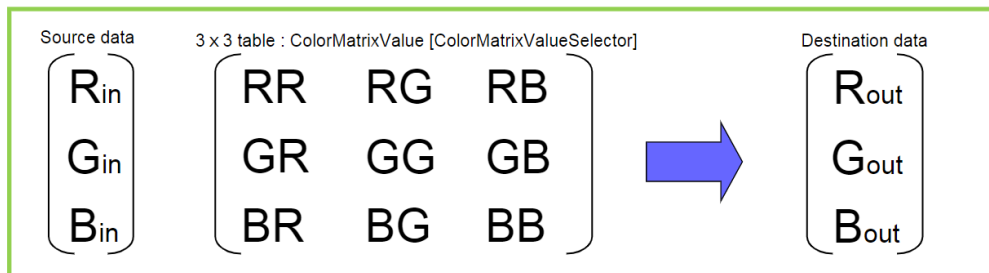 Source data 3 x 3 table : ColorMatrixValue [ColorMatrixValueSelector] Destination data
Rin RR RG RB Rout
Gin GR GG GB Gout
Bin BR BG BB Bout